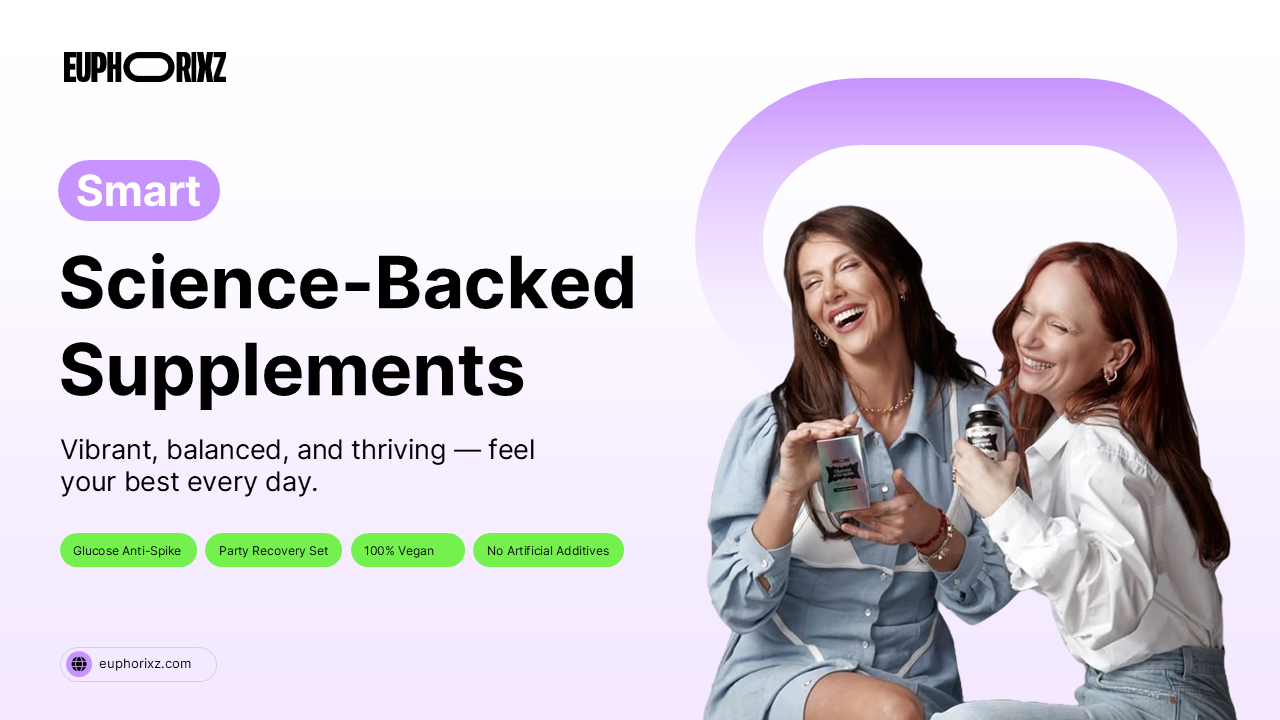 EUPHORIXZ
Smart
Science-Backed
Supplements
Vibrant, balanced, and thriving — feel
your best every day.
Glucose Anti-Spike
Party Recovery Set
100% Vegan
No Artificial Additives
euphorixz.com